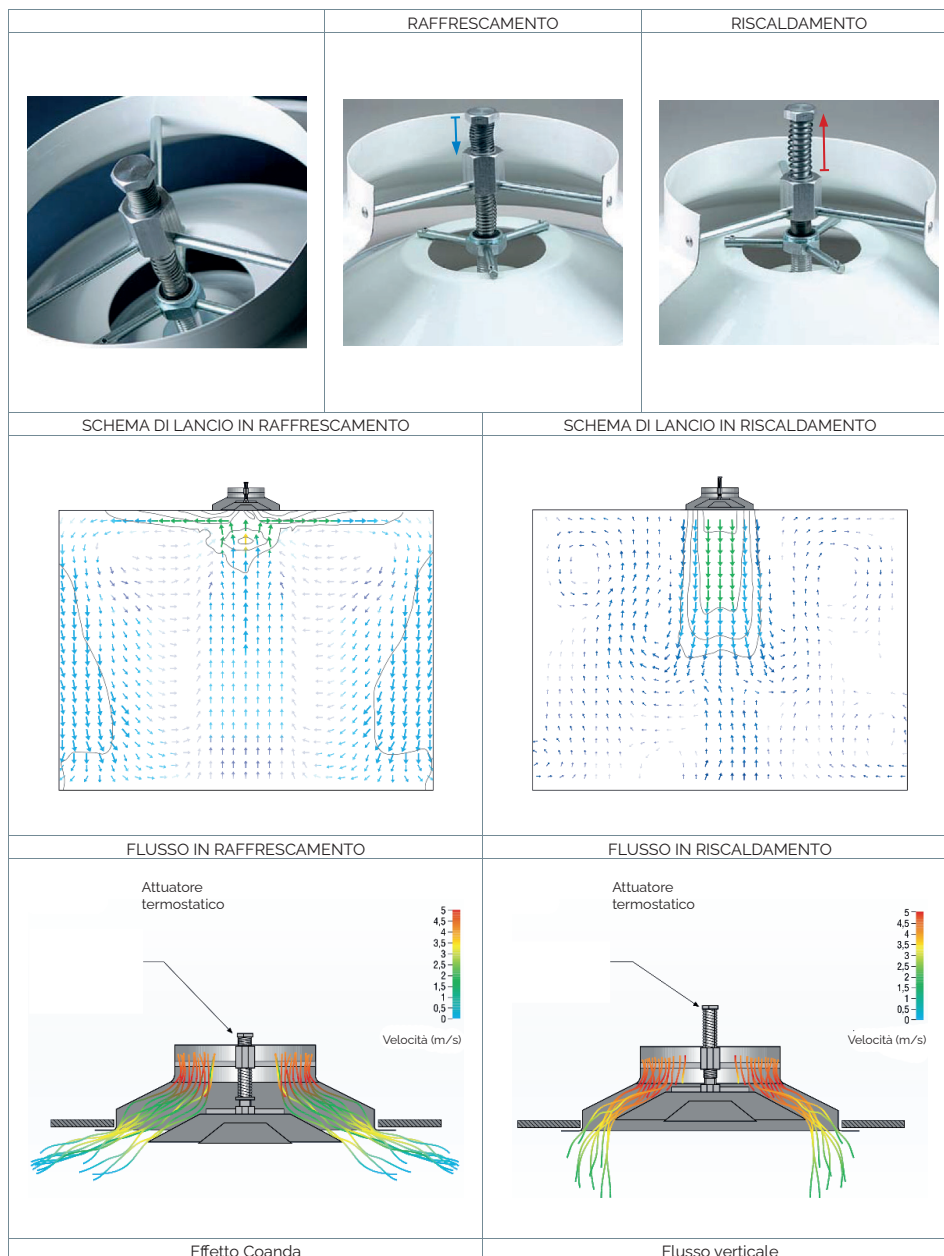 RAFFRESCAMENTO
RISCALDAMENTO
SCHEMA DI LANCIO IN RAFFRESCAMENTO
SCHEMA DI LANCIO IN RISCALDAMENTO
FLUSSO IN RAFFRESCAMENTO
FLUSSO IN RISCALDAMENTO
Attuatore
termostatico
5
4,5
4
3,5
3
2,5
2
1,5
1
0,5
0
Velocità (m/s)
Attuatore
termostatico
5
4,5
4
3,5
3
2,5
2
1,5
1
0,5
0
Velocità (m/s)
Effetto Coanda
Flusso verticale